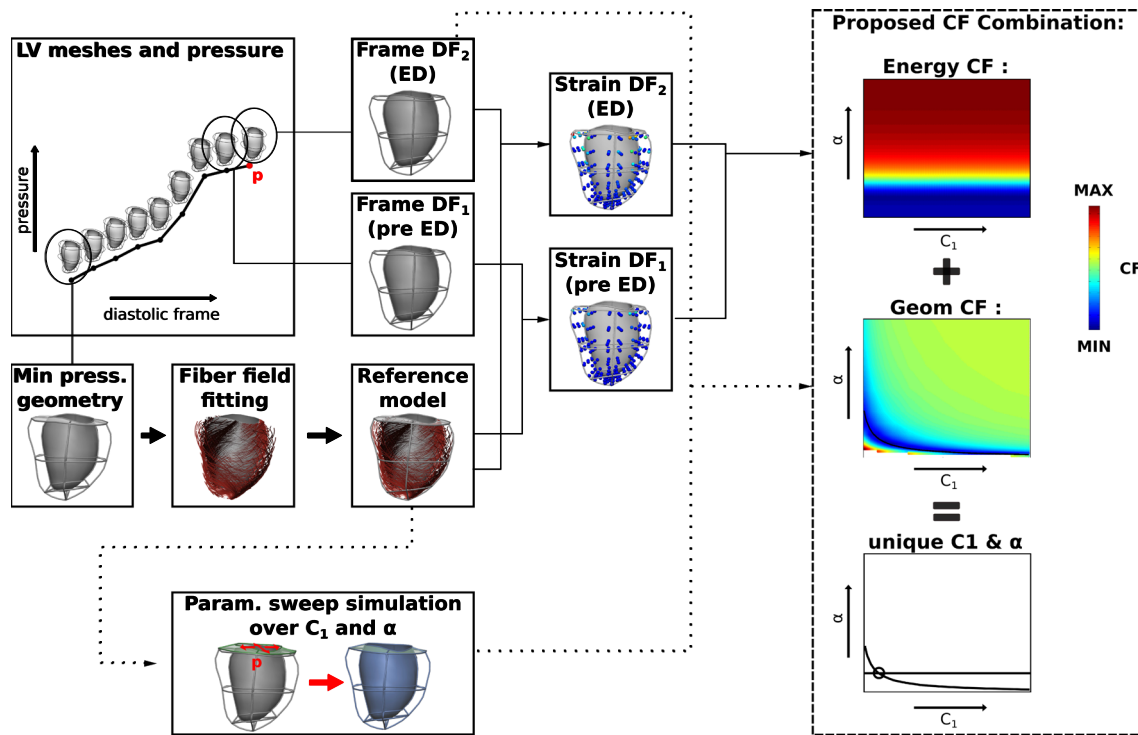 LV meshes and pressure
pressure
p
diastolic frame
Frame DF₂
(ED)
Frame DF₁
(pre ED)
Strain DF₂
(ED)
Strain DF₁
(pre ED)
Min press.
geometry
Fiber field
fitting
Reference
model
Param. sweep simulation
over C₁ and α
p
Proposed CF Combination:
Energy CF :
α
C₁
+
Geom CF :
α
C₁
=
unique C1 & α
α
C₁
MAX
CF
MIN